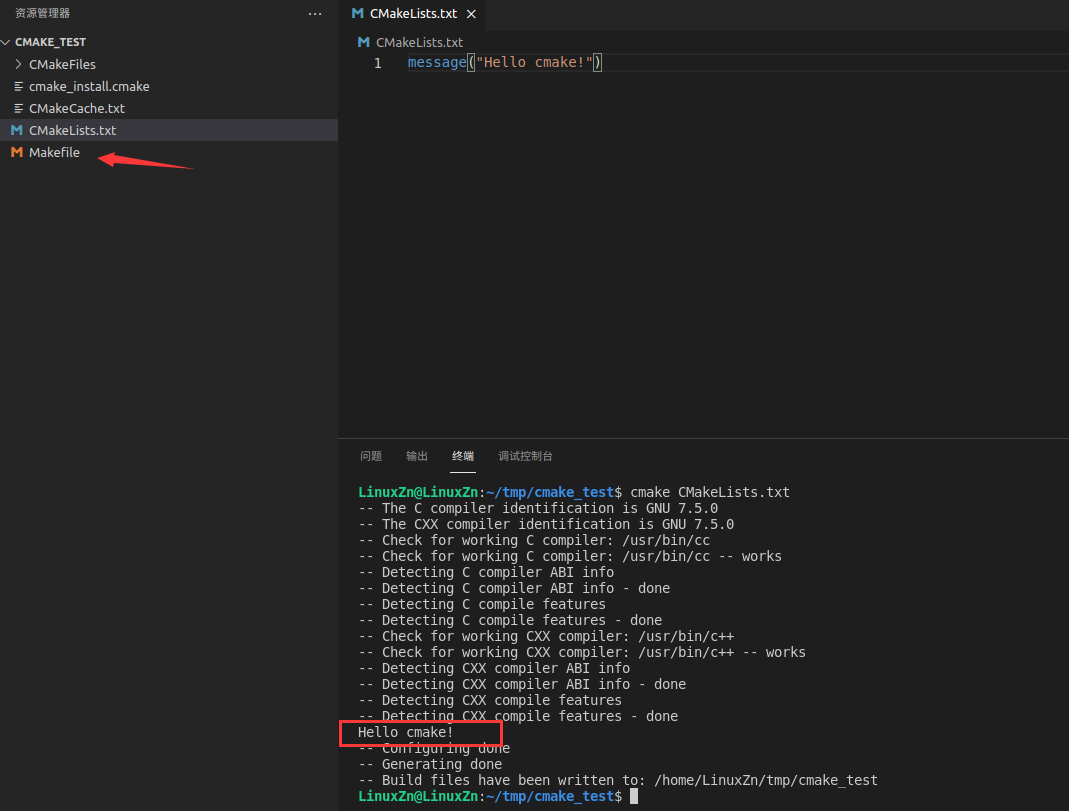 资源管理器
···
CMAKE_TEST
CMakeFiles
cmake_install.cmake
CMakeCache.txt
CMakeLists.txt
Makefile
CMakeLists.txt
CMakeLists.txt
1 message("Hello cmake!")
问题 输出 终端 调试控制台
LinuxZn@LinuxZn:~/tmp/cmake_test$ cmake CMakeLists.txt
-- The C compiler identification is GNU 7.5.0
-- The CXX compiler identification is GNU 7.5.0
-- Check for working C compiler: /usr/bin/cc
-- Check for working C compiler: /usr/bin/cc -- works
-- Detecting C compiler ABI info
-- Detecting C compiler ABI info - done
-- Detecting C compile features
-- Detecting C compile features - done
-- Check for working CXX compiler: /usr/bin/c++
-- Check for working CXX compiler: /usr/bin/c++ -- works
-- Detecting CXX compiler ABI info
-- Detecting CXX compiler ABI info - done
-- Detecting CXX compile features
-- Detecting CXX compile features - done
Hello cmake!
-- Configuring done
-- Generating done
-- Build files have been written to: /home/LinuxZn/tmp/cmake_test
LinuxZn@LinuxZn:~/tmp/cmake_test$